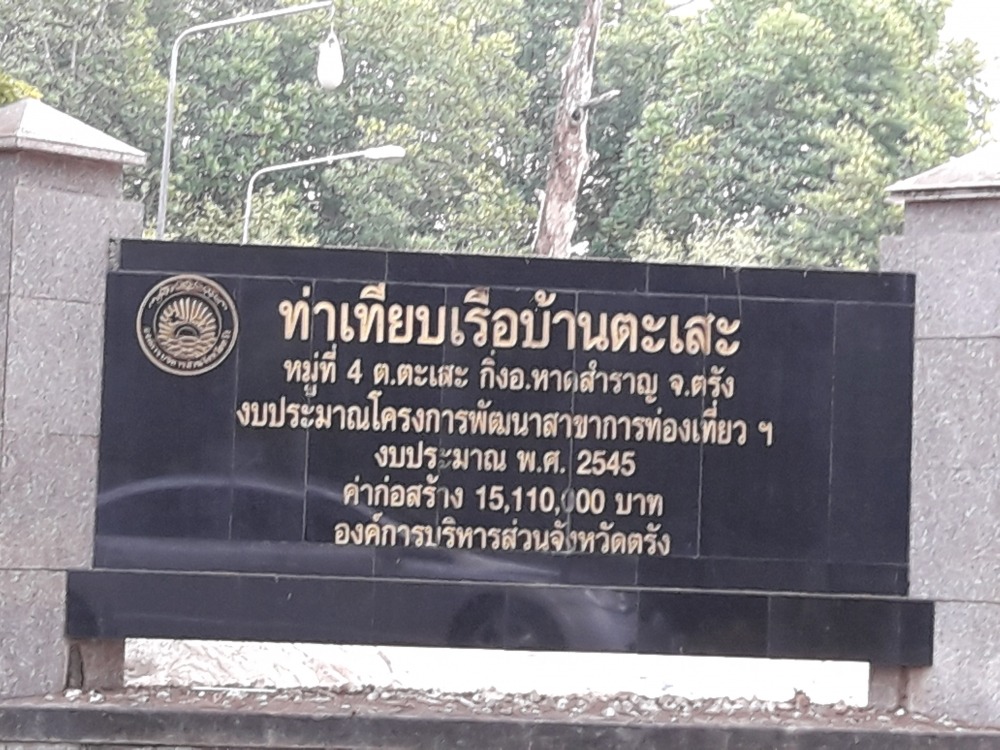 ท่าเทียบเรือบ้านตะเสะ
หมู่ที่ 4 ต.ตะเสะ กิ่งอ.หาดสำราญ จ.ตรัง
งบประมาณโครงการพัฒนาสาขาการท่องเที่ยว ฯ
งบประมาณ พ.ศ. 2545
ค่าก่อสร้าง 15,110,000 บาท
องค์การบริหารส่วนจังหวัดตรัง